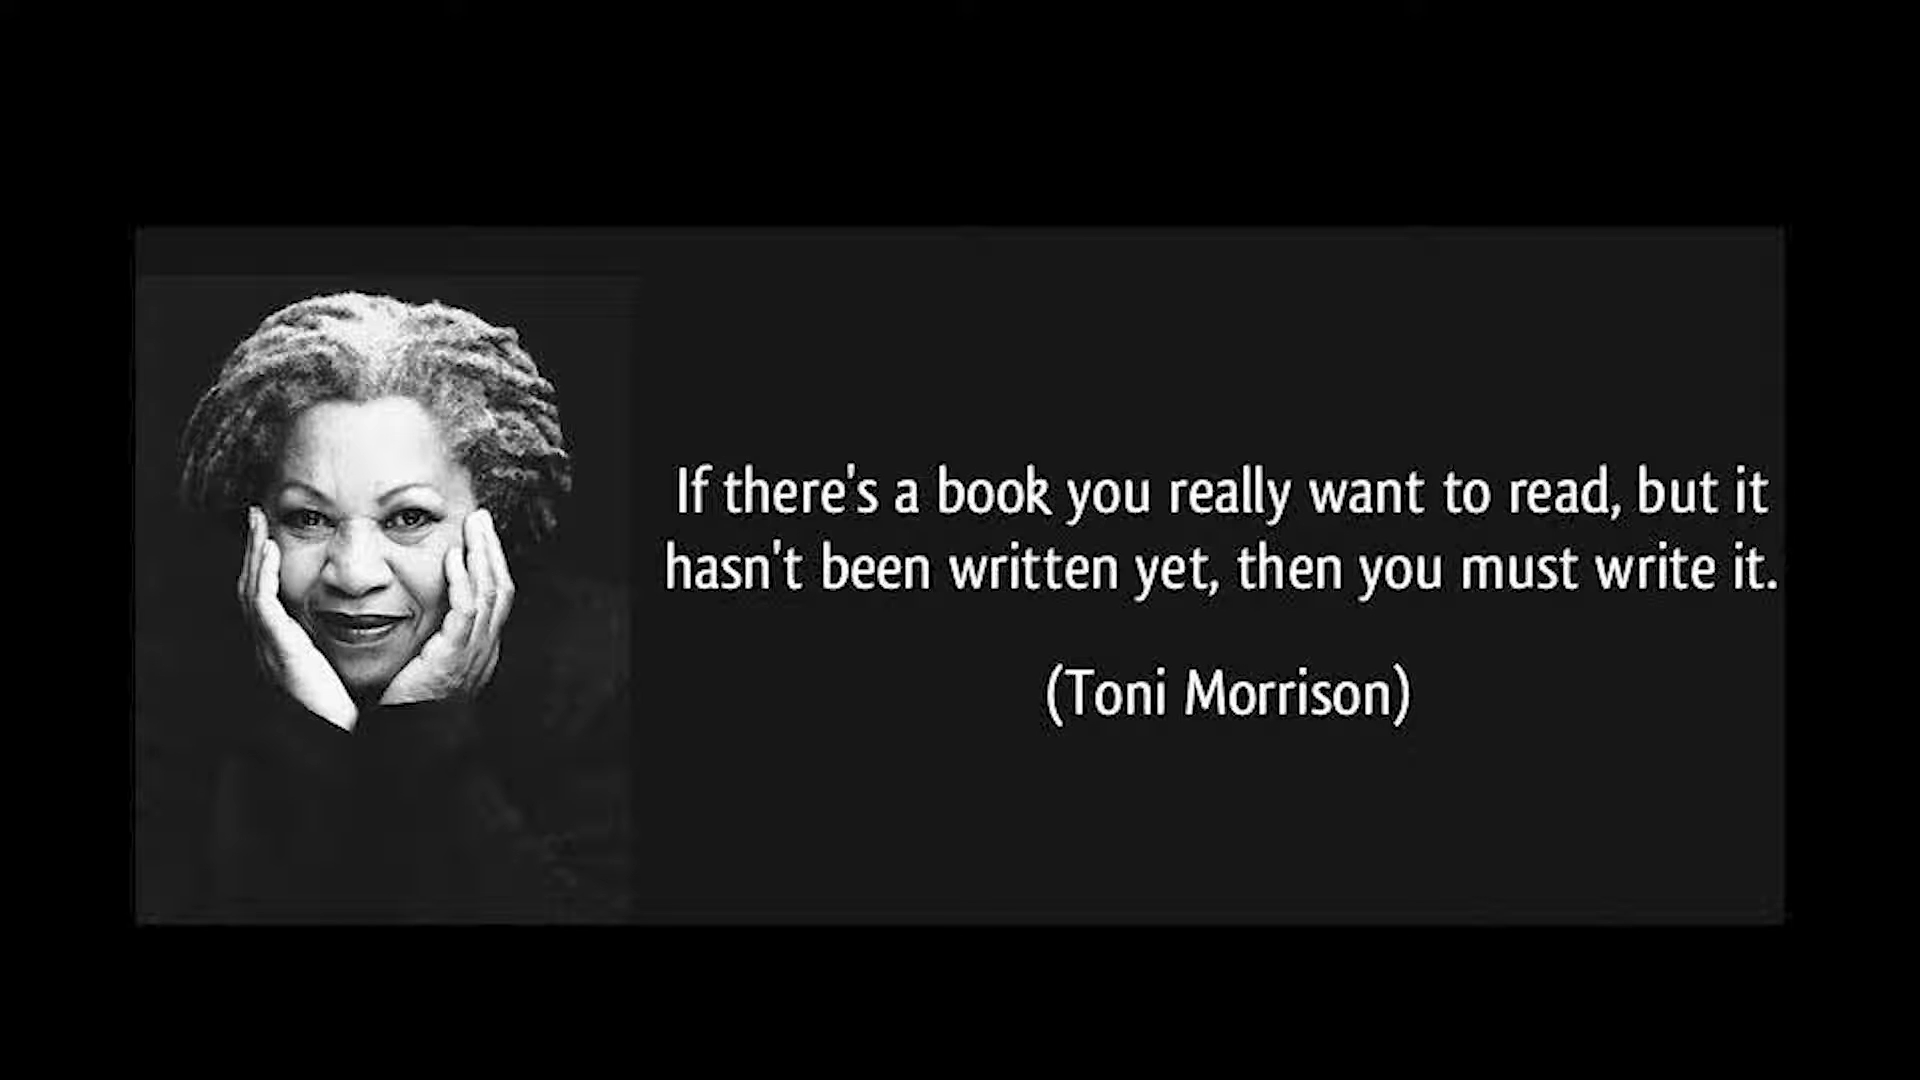 If there's a book you really want to read, but it
hasn't been written yet, then you must write it.
(Toni Morrison)